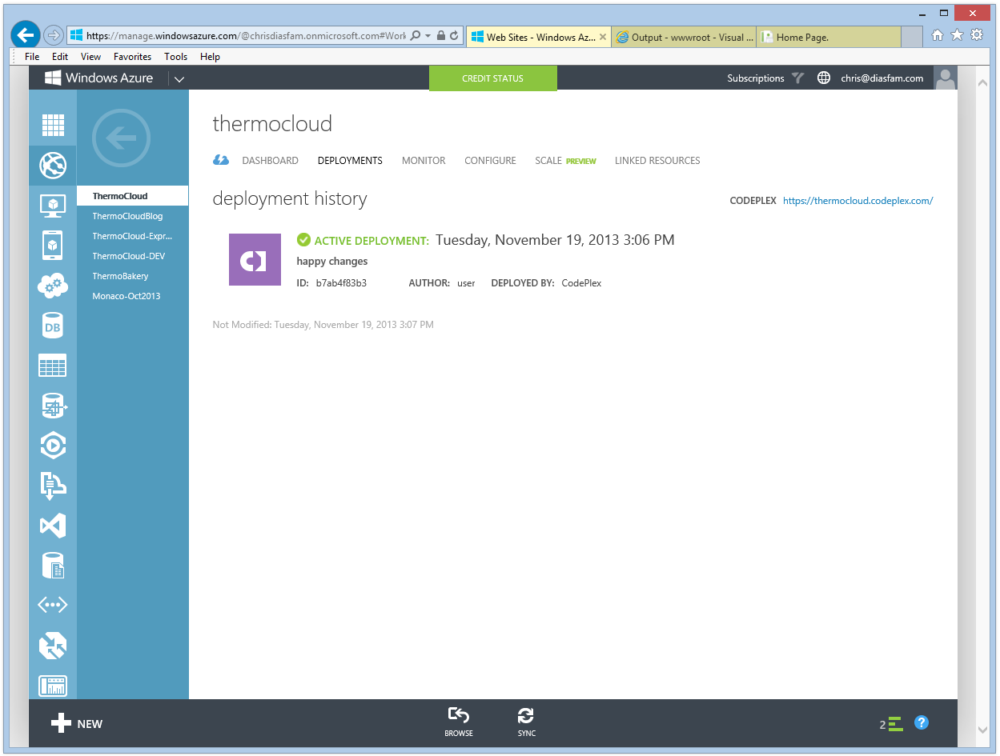 https://manage.windowsazure.com/@chrisdiasfam.onmicrosoft.com#Work
Web Sites - Windows Az...
Output - wwwroot - Visual ...
Home Page.
File Edit View Favorites Tools Help
Windows Azure
CREDIT STATUS
Subscriptions
chris@diasfam.com
ThermoCloud
ThermoCloudBlog
ThermoCloud-Expr...
ThermoCloud-DEV
ThermoBakery
Monaco-Oct2013
DB
thermocloud
DASHBOARD DEPLOYMENTS MONITOR CONFIGURE SCALE PREVIEW LINKED RESOURCES
deployment history
CODEPLEX https://thermocloud.codeplex.com/
ACTIVE DEPLOYMENT: Tuesday, November 19, 2013 3:06 PM
happy changes
ID: b7ab4f83b3 AUTHOR: user DEPLOYED BY: CodePlex
Not Modified: Tuesday, November 19, 2013 3:07 PM
NEW
BROWSE
SYNC
2
?